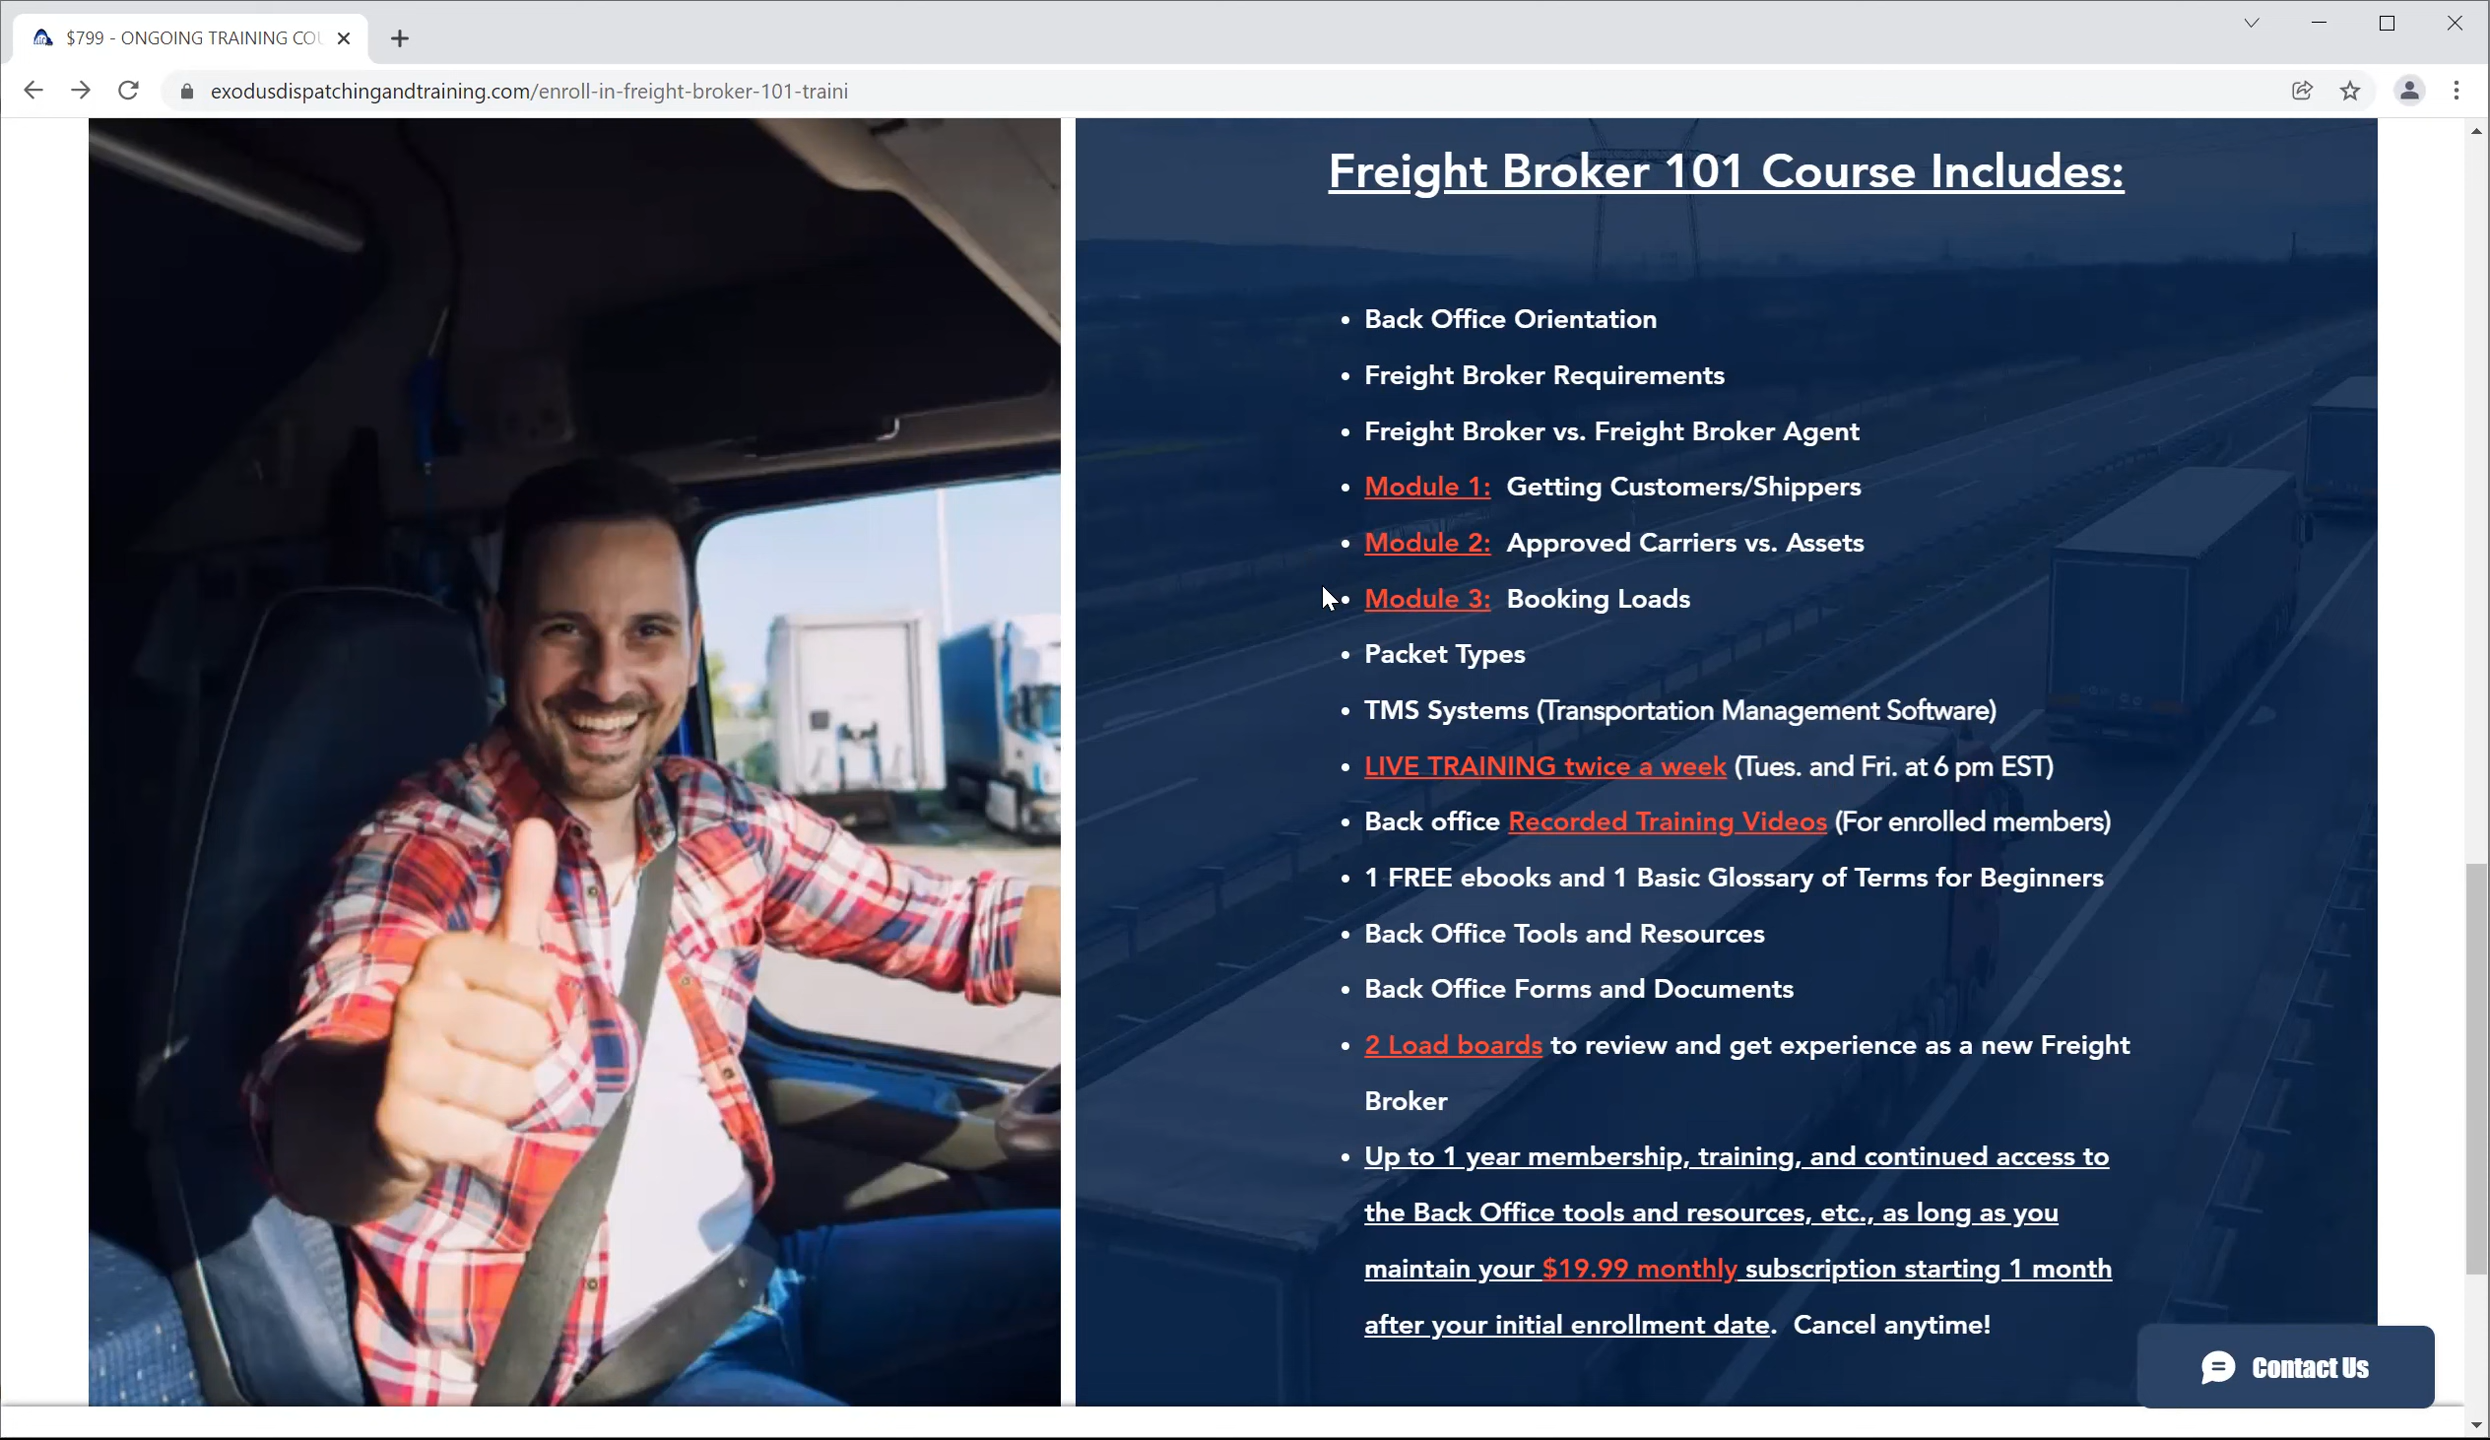 $799 - ONGOING TRAINING COU
exodusdispatchingandtraining.com/enroll-in-freight-broker-101-traini
Freight Broker 101 Course Includes:
• Back Office Orientation
• Freight Broker Requirements
• Freight Broker vs. Freight Broker Agent
• Module 1: Getting Customers/Shippers
• Module 2: Approved Carriers vs. Assets
• Module 3: Booking Loads
• Packet Types
• TMS Systems (Transportation Management Software)
• LIVE TRAINING twice a week (Tues. and Fri. at 6 pm EST)
• Back office Recorded Training Videos (For enrolled members)
• 1 FREE ebooks and 1 Basic Glossary of Terms for Beginners
• Back Office Tools and Resources
• Back Office Forms and Documents
• 2 Load boards to review and get experience as a new Freight
Broker
• Up to 1 year membership, training, and continued access to
the Back Office tools and resources, etc., as long as you
maintain your $19.99 monthly subscription starting 1 month
after your initial enrollment date. Cancel anytime!
Contact Us